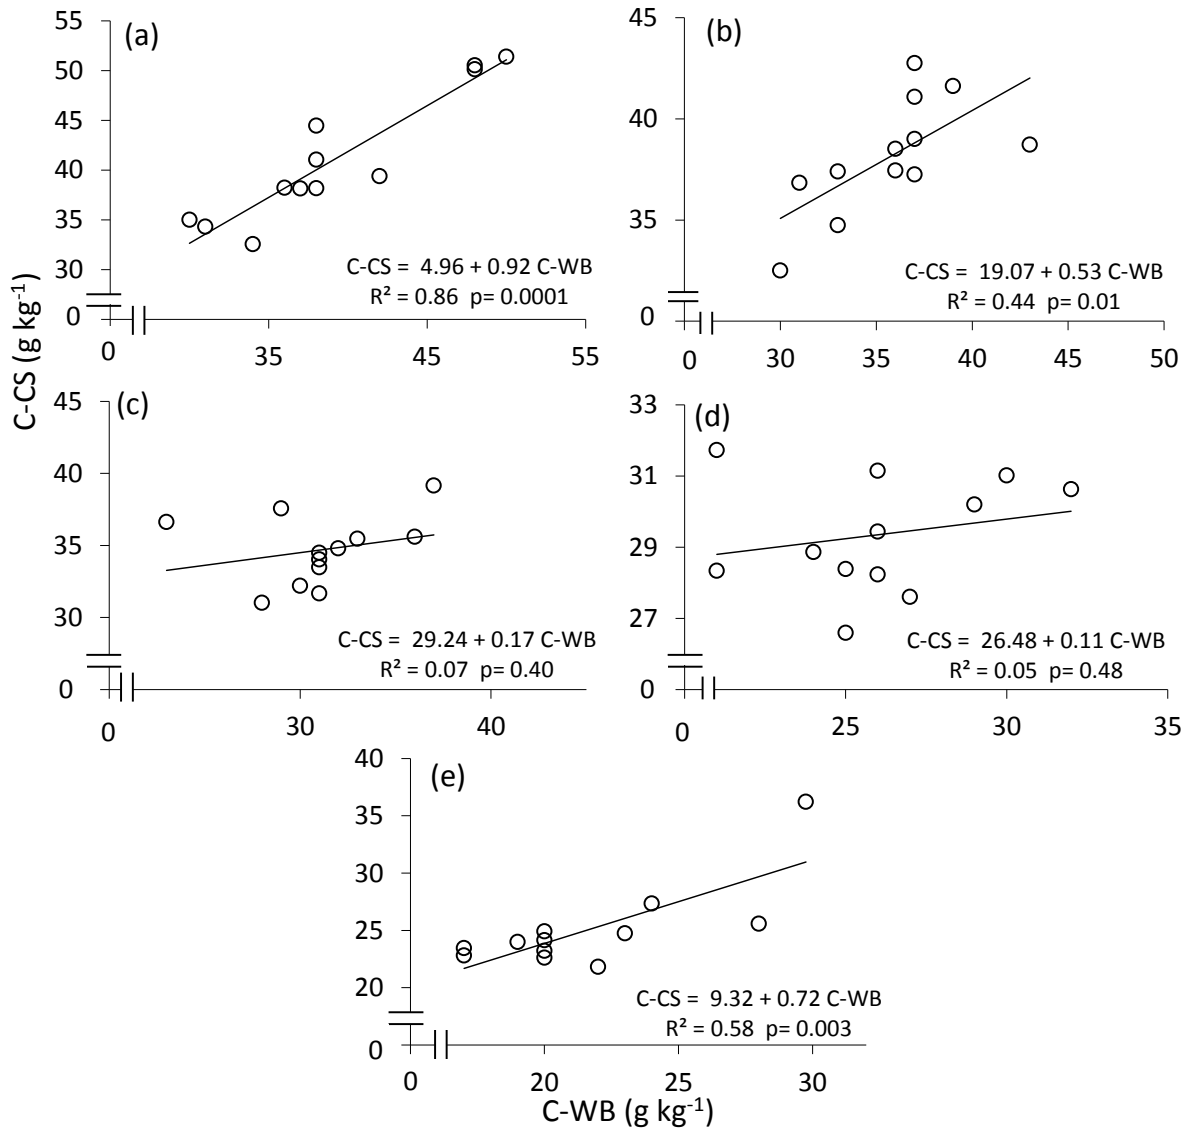 C-CS (g kg⁻¹)
(a)
55
50
45
40
35
30
0
0
35
45
55
C-CS = 4.96 + 0.92 C-WB
R² = 0.86 p= 0.0001
(b)
45
40
35
0
0
30
35
40
45
50
C-CS = 19.07 + 0.53 C-WB
R² = 0.44 p= 0.01
(c)
45
40
35
30
0
0
30
40
C-CS = 29.24 + 0.17 C-WB
R² = 0.07 p= 0.40
(d)
33
31
29
27
0
0
25
30
35
C-CS = 26.48 + 0.11 C-WB
R² = 0.05 p= 0.48
(e)
40
35
30
25
20
0
0
20
25
30
C-CS = 9.32 + 0.72 C-WB
R² = 0.58 p= 0.003
C-WB (g kg⁻¹)